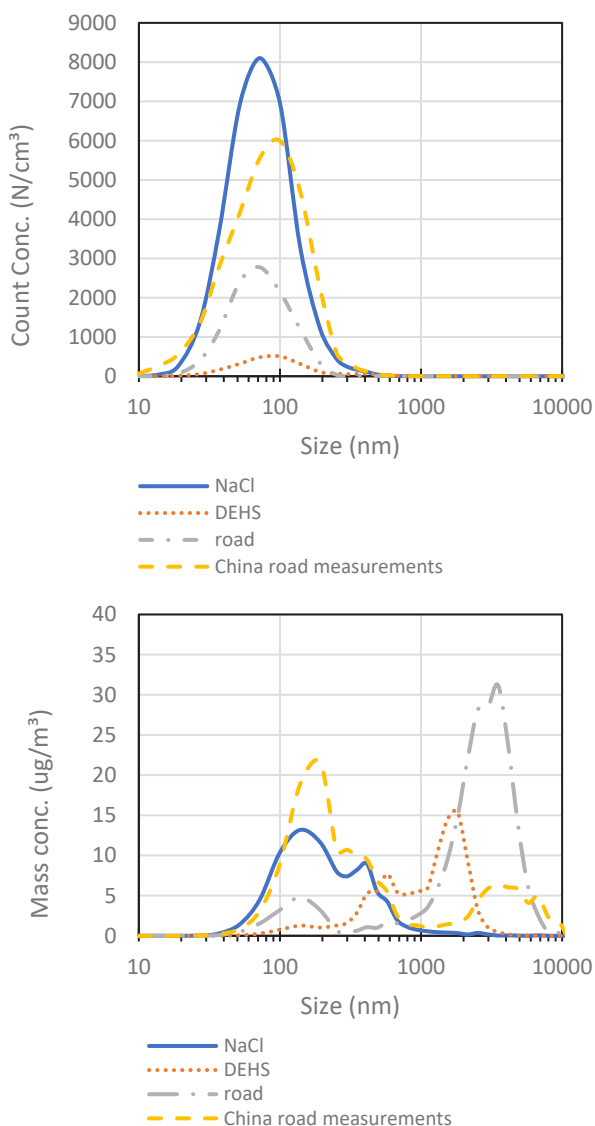 9000
8000
7000
6000
5000
4000
3000
2000
1000
0
Count Conc. (N/cm³)
10 100 1000 10000
Size (nm)
NaCl
DEHS
road
China road measurements
40
35
30
25
20
15
10
5
0
Mass conc. (ug/m³)
10 100 1000 10000
Size (nm)
NaCl
DEHS
road
China road measurements